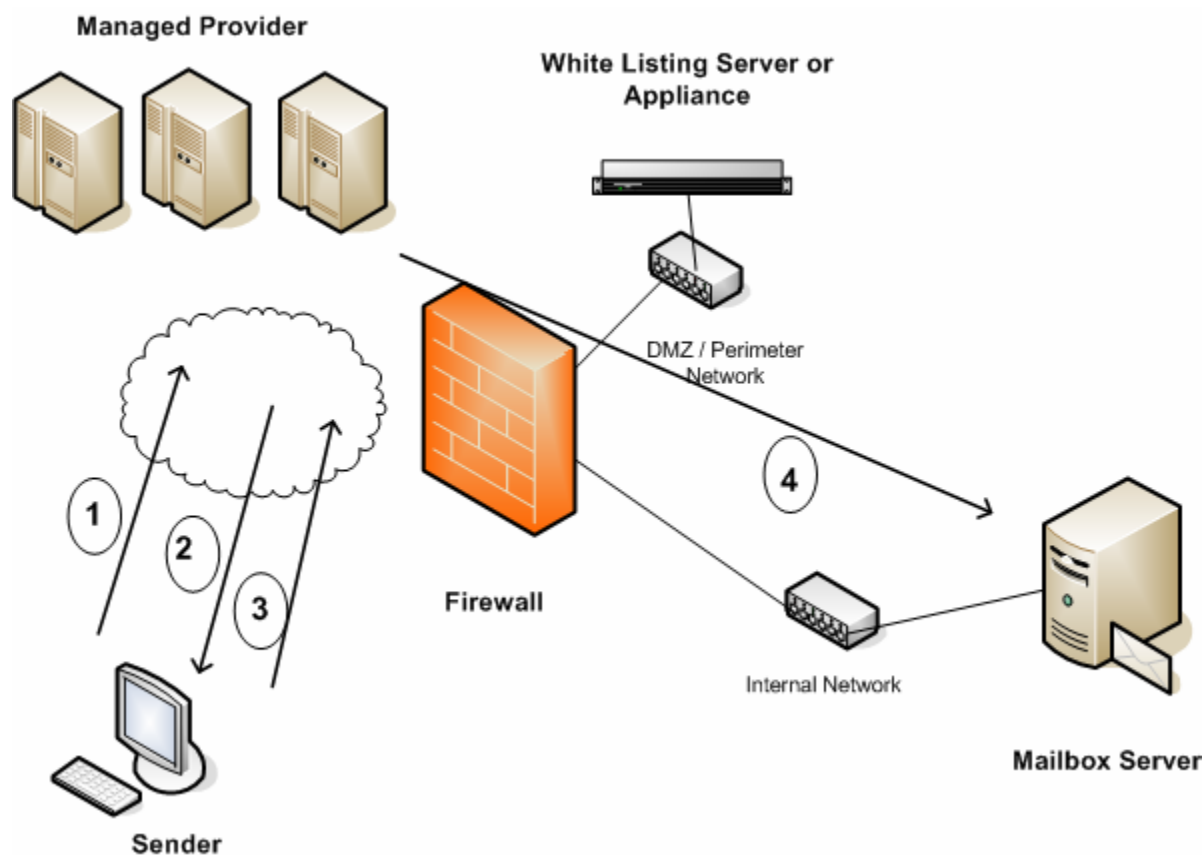 Managed Provider
White Listing Server or
Appliance
DMZ / Perimeter
Network
1
2
3
4
Firewall
Internal Network
Mailbox Server
Sender